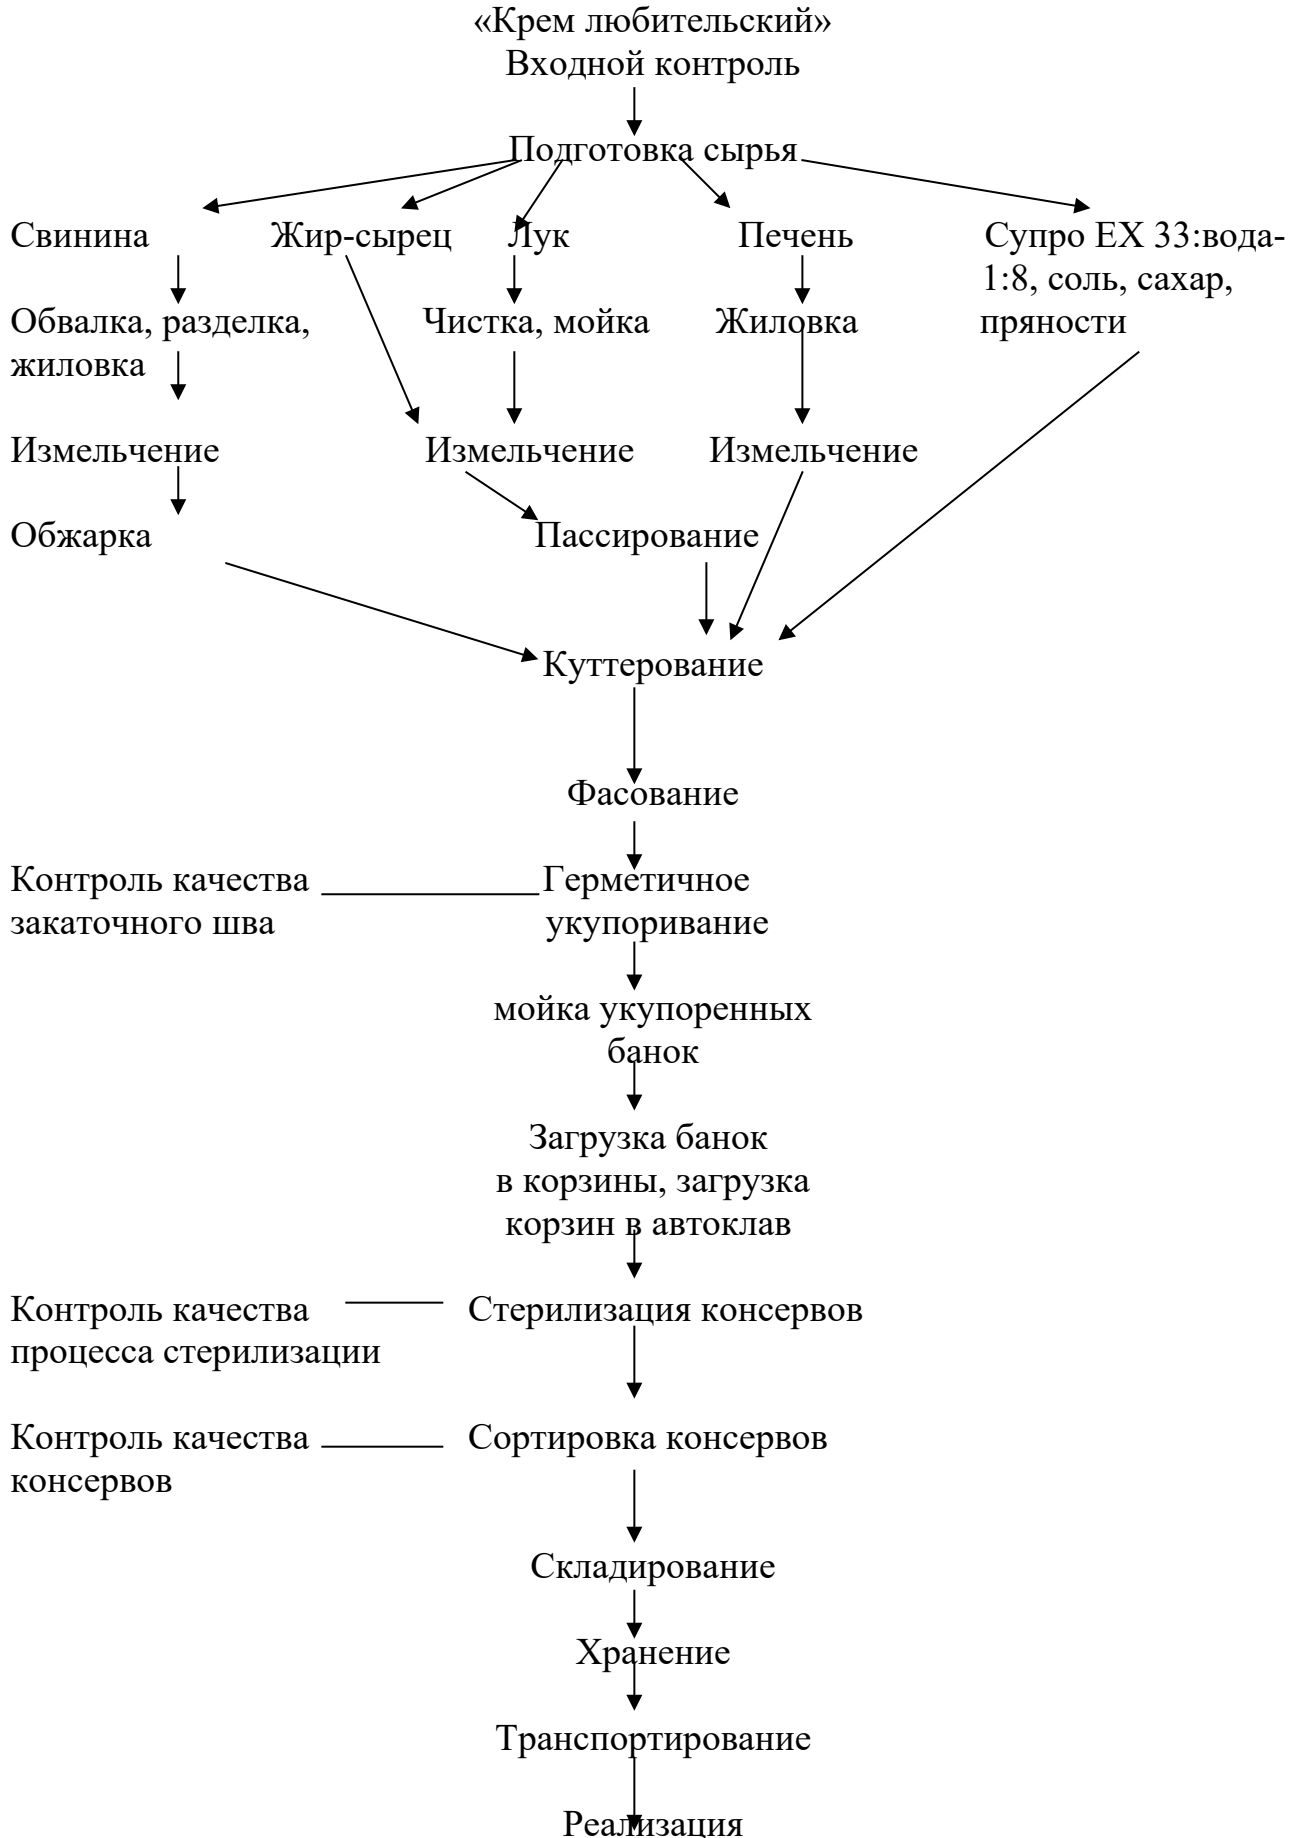 «Крем любительский»
Входной контроль
Подготовка сырья
Свинина Жир-сырец Лук Печень Супро ЕХ 33:вода-
1:8, соль, сахар,
Обвалка, разделка, Чистка, мойка Жиловка пряности
жиловка
Измельчение Измельчение Измельчение
Обжарка Пассирование
Куттерование
Фасование
Контроль качества Герметичное
закаточного шва укупоривание
мойка укупоренных
банок
Загрузка банок
в корзины, загрузка
корзин в автоклав
Контроль качества Стерилизация консервов
процесса стерилизации
Контроль качества Сортировка консервов
консервов
Складирование
Хранение
Транспортирование
Реализация